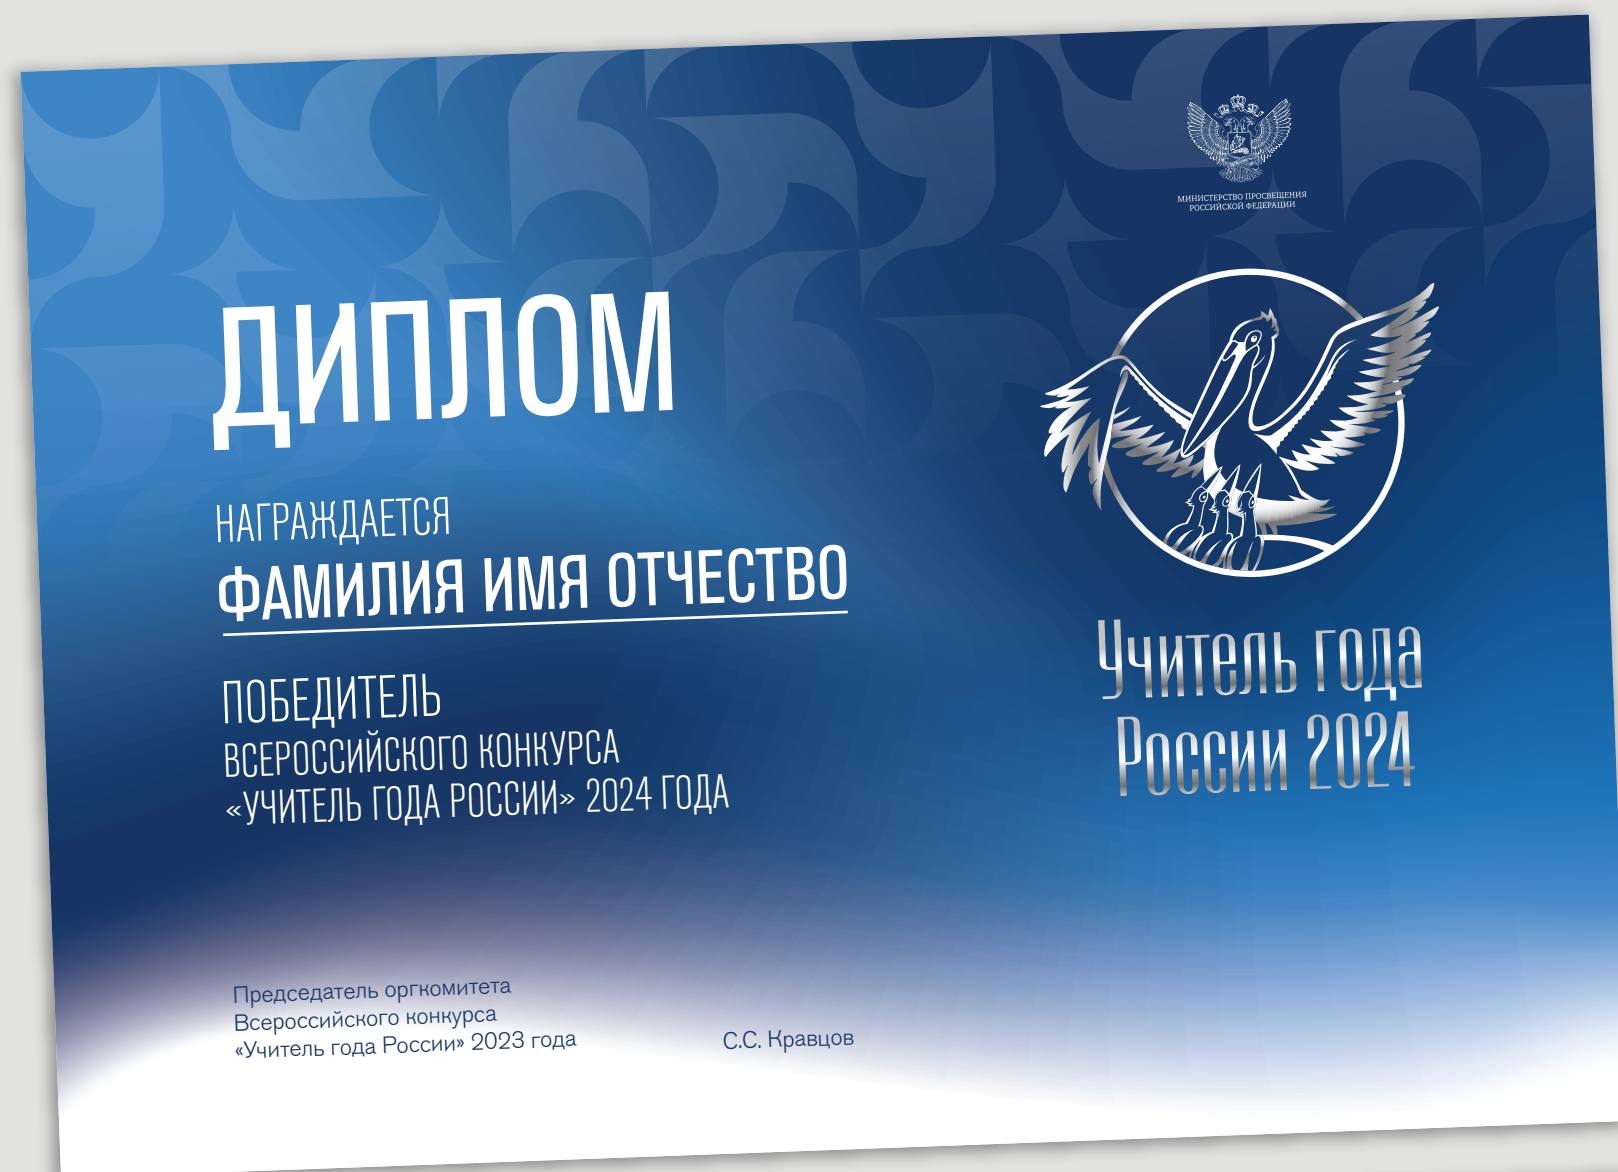 МИНИСТЕРСТВО ПРОСВЕЩЕНИЯ
РОССИЙСКОЙ ФЕДЕРАЦИИ
ДИПЛОМ
НАГРАЖДАЕТСЯ
ФАМИЛИЯ ИМЯ ОТЧЕСТВО
ПОБЕДИТЕЛЬ
ВСЕРОССИЙСКОГО КОНКУРСА
«УЧИТЕЛЬ ГОДА РОССИИ» 2024 ГОДА
Учитель года
России 2024
Председатель оргкомитета
Всероссийского конкурса
«Учитель года России» 2023 года
С.С. Кравцов